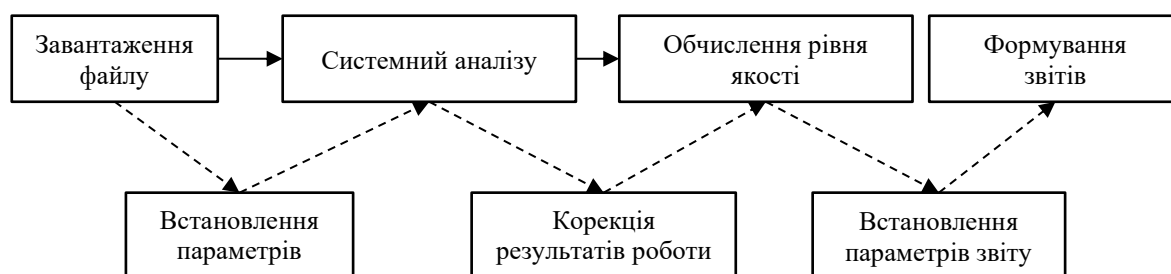 Завантаження
файлу
Системний аналізу
Обчислення рівня
якості
Формування
звітів
Встановлення
параметрів
Корекція
результатів роботи
Встановлення
параметрів звіту